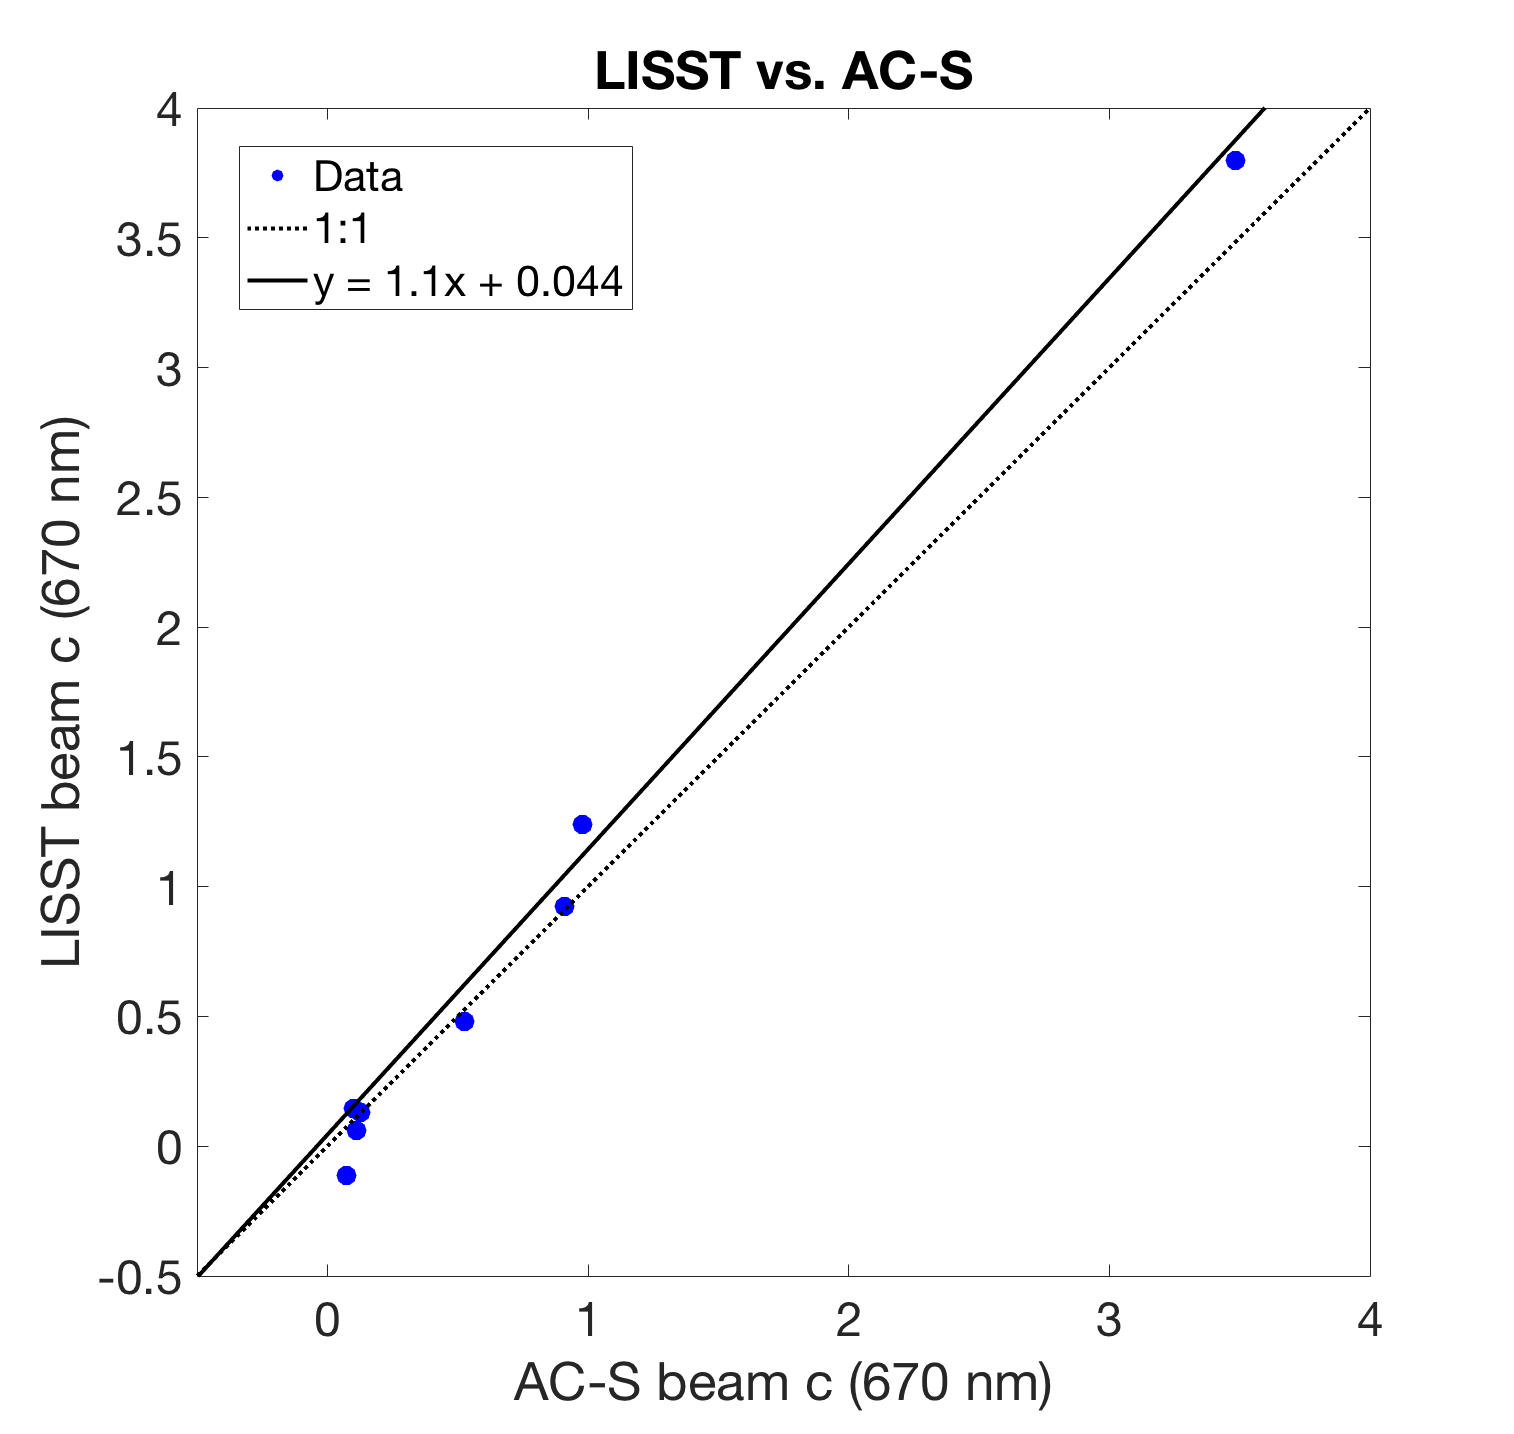 LISST vs. AC-S
Data
1:1
y = 1.1x + 0.044
LISST beam c (670 nm)
4
3.5
3
2.5
2
1.5
1
0.5
0
-0.5
0 1 2 3 4
AC-S beam c (670 nm)